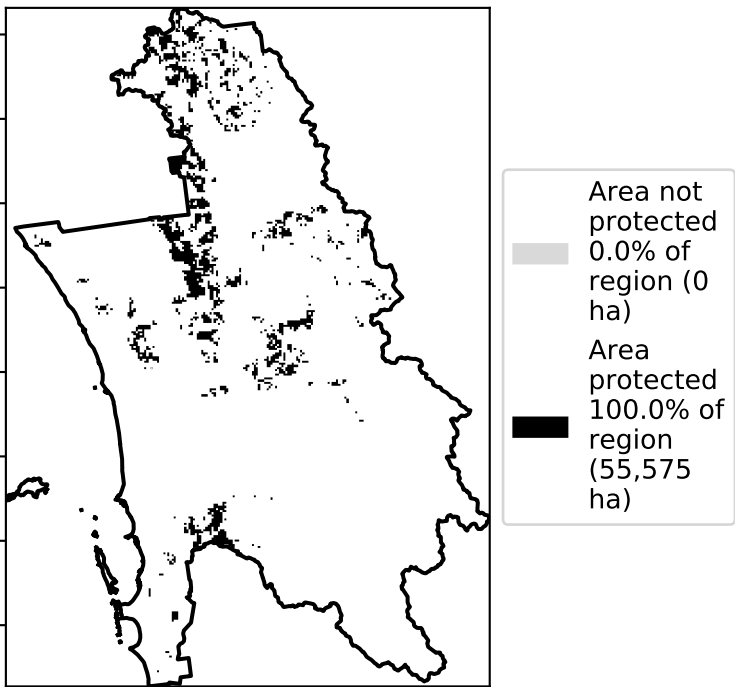 Area not
protected
0.0% of
region (0
ha)
Area
protected
100.0% of
region
(55,575
ha)